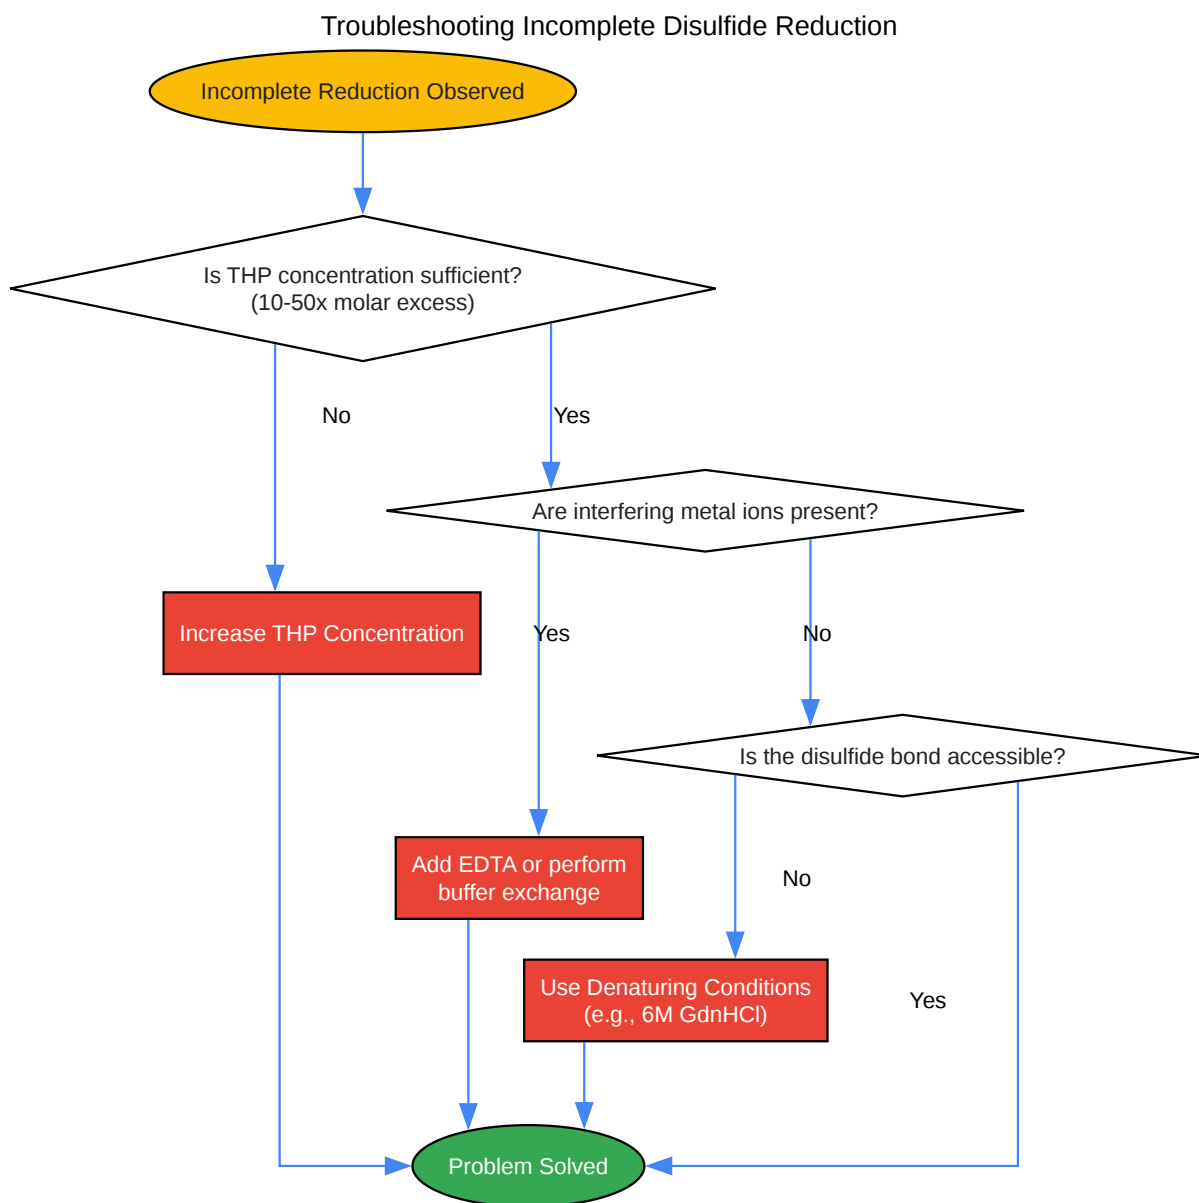 Troubleshooting Incomplete Disulfide Reduction
Incomplete Reduction Observed
Is THP concentration sufficient?
(10-50x molar excess)
No
Yes
Are interfering metal ions present?
Increase THP Concentration
Yes
No
Is the disulfide bond accessible?
Add EDTA or perform
buffer exchange
No
Use Denaturing Conditions
(e.g., 6M GdnHCl)
Yes
Problem Solved